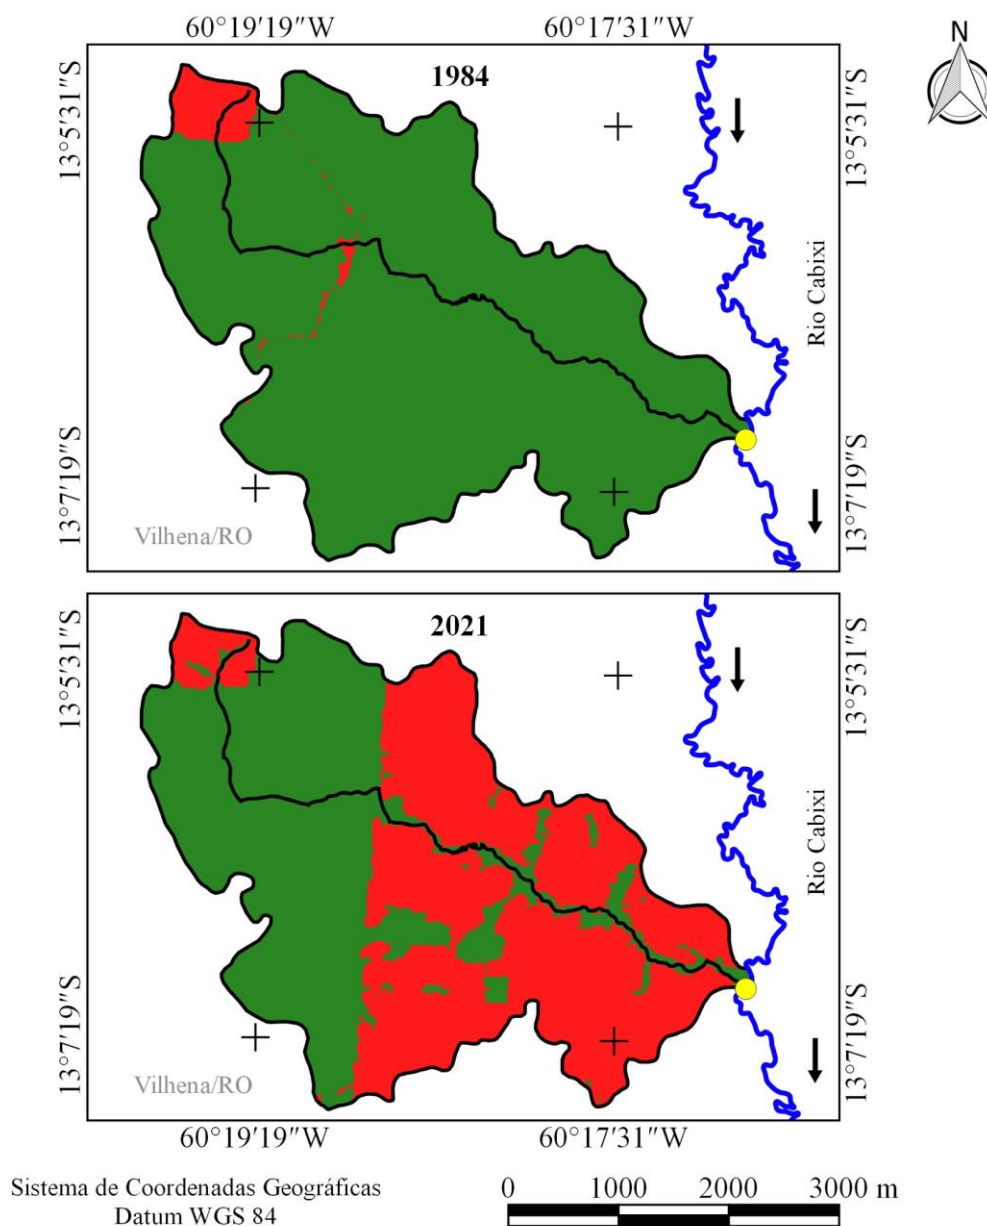 60°19'19"W 60°17'31"W
N
1984
13°5'31"S
13°5'31"S
Rio Cabixi
13°7'19"S
13°7'19"S
Vilhena/RO
2021
13°5'31"S
13°5'31"S
Rio Cabixi
13°7'19"S
13°7'19"S
Vilhena/RO
60°19'19"W 60°17'31"W
Sistema de Coordenadas Geográficas
Datum WGS 84
0 1000 2000 3000 m